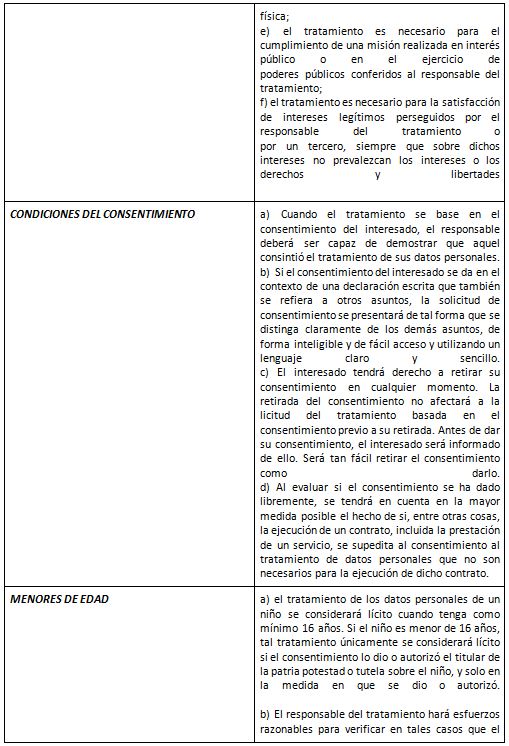 física;
e) el tratamiento es necesario para el
cumplimiento de una misión realizada en interés
público o en el ejercicio de
poderes públicos conferidos al responsable del
tratamiento;
f) el tratamiento es necesario para la satisfacción
de intereses legítimos perseguidos por el
responsable del tratamiento o
por un tercero, siempre que sobre dichos
intereses no prevalezcan los intereses o los
derechos y libertades
CONDICIONES DEL CONSENTIMIENTO
a) Cuando el tratamiento se base en el
consentimiento del interesado, el responsable
deberá ser capaz de demostrar que aquel
consintió el tratamiento de sus datos personales.
b) Si el consentimiento del interesado se da en el
contexto de una declaración escrita que también
se refiera a otros asuntos, la solicitud de
consentimiento se presentará de tal forma que se
distinga claramente de los demás asuntos, de
forma inteligible y de fácil acceso y utilizando un
lenguaje claro y sencillo.
c) El interesado tendrá derecho a retirar su
consentimiento en cualquier momento. La
retirada del consentimiento no afectará a la
licitud del tratamiento basada en el
consentimiento previo a su retirada. Antes de dar
su consentimiento, el interesado será informado
de ello. Será tan fácil retirar el consentimiento
como darlo.
d) Al evaluar si el consentimiento se ha dado
libremente, se tendrá en cuenta en la mayor
medida posible el hecho de si, entre otras cosas,
la ejecución de un contrato, incluida la prestación
de un servicio, se supedita al consentimiento al
tratamiento de datos personales que no son
necesarios para la ejecución de dicho contrato.
MENORES DE EDAD
a) el tratamiento de los datos personales de un
niño se considerará lícito cuando tenga como
mínimo 16 años. Si el niño es menor de 16 años,
tal tratamiento únicamente se considerará lícito
si el consentimiento lo dio o autorizó el titular de
la patria potestad o tutela sobre el niño, y solo en
la medida en que se dio o autorizó.
b) El responsable del tratamiento hará esfuerzos
razonables para verificar en tales casos que el